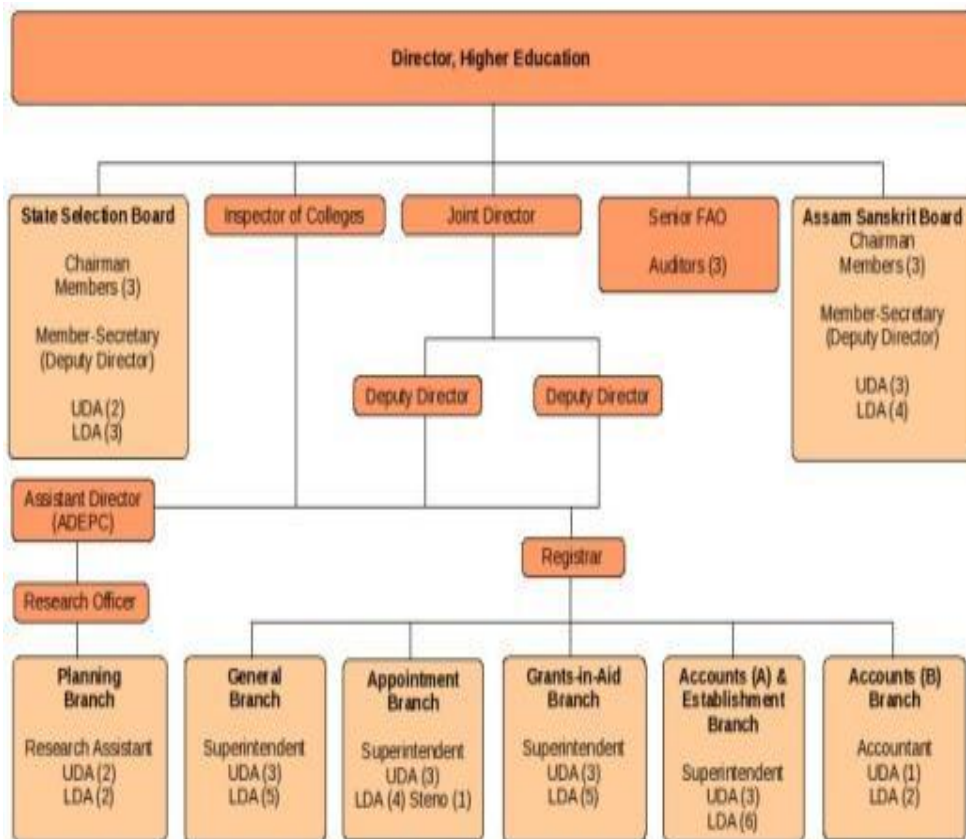 Director, Higher Education
State Selection Board
Chairman
Members (3)
Member-Secretary
(Deputy Director)
UDA (2)
LDA (3)
Inspector of Colleges
Joint Director
Senior FAO
Auditors (3)
Assam Sanskrit Board
Chairman
Members (3)
Member-Secretary
(Deputy Director)
UDA (3)
LDA (4)
Deputy Director
Deputy Director
Assistant Director
(ADEPC)
Registrar
Research Officer
Planning
Branch
Research Assistant
UDA (2)
LDA (2)
General
Branch
Superintendent
UDA (3)
LDA (5)
Appointment
Branch
Superintendent
UDA (3)
LDA (4) Steno (1)
Grants-in-Aid
Branch
Superintendent
UDA (3)
LDA (5)
Accounts (A) &
Establishment
Branch
Superintendent
UDA (3)
LDA (6)
Accounts (B)
Branch
Accountant
UDA (1)
LDA (2)